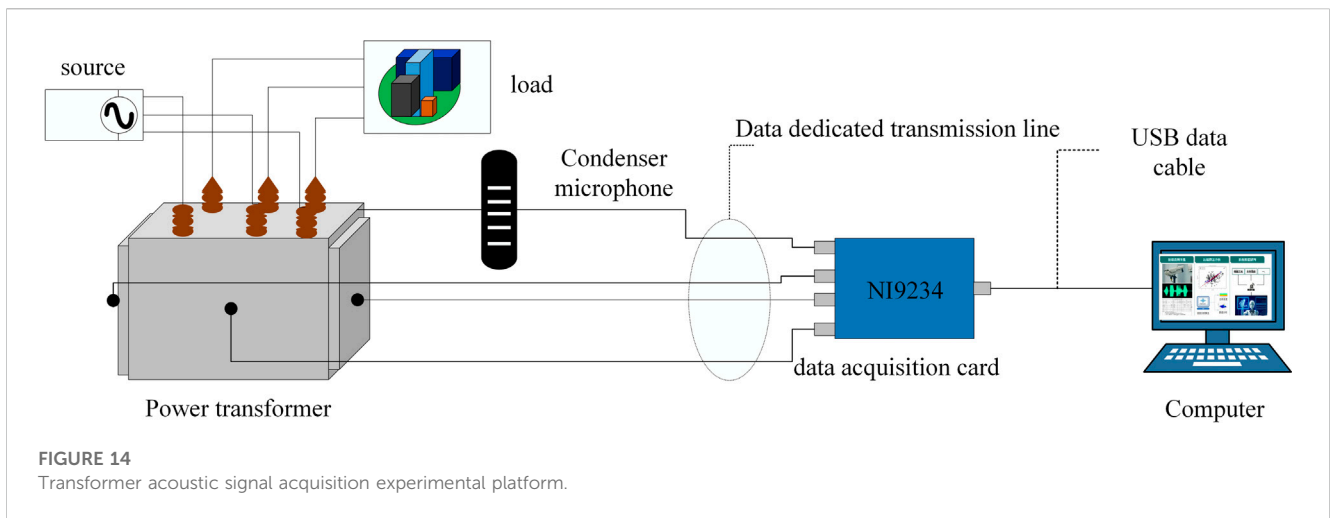 source
load
Condenser
microphone
Data dedicated transmission line
USB data
cable
NI9234
data acquisition card
Power transformer
Computer
FIGURE 14
Transformer acoustic signal acquisition experimental platform.